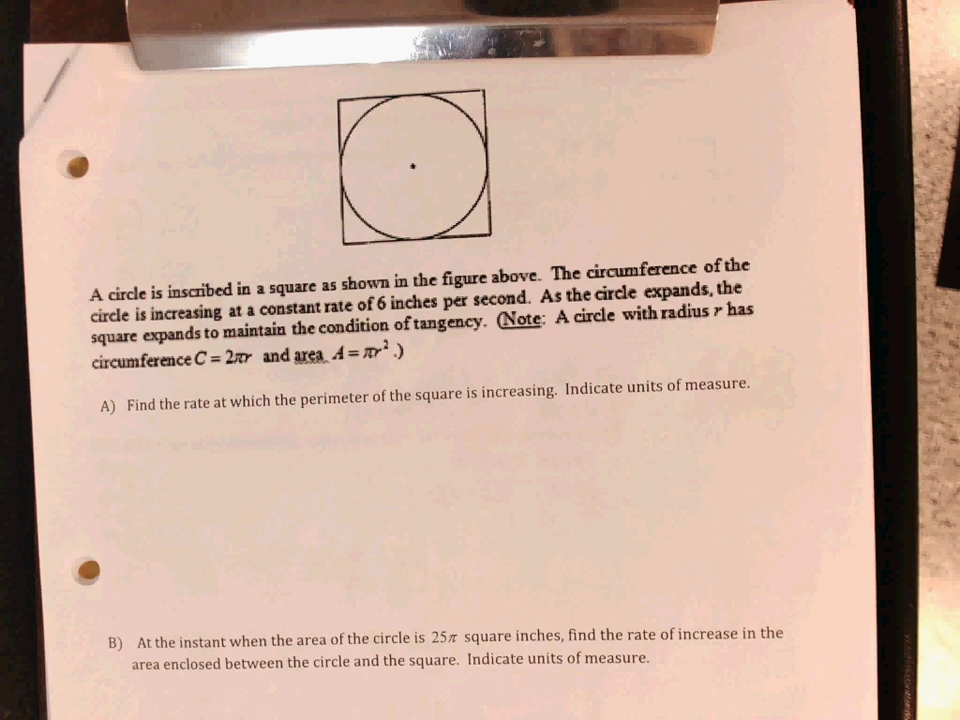 A circle is inscribed in a square as shown in the figure above. The circumference of the
circle is increasing at a constant rate of 6 inches per second. As the circle expands, the
square expands to maintain the condition of tangency. (Note: A circle with radius r has
circumference C = 2πr and area A = πr².)
A) Find the rate at which the perimeter of the square is increasing. Indicate units of measure.
B) At the instant when the area of the circle is 25π square inches, find the rate of increase in the
area enclosed between the circle and the square. Indicate units of measure.